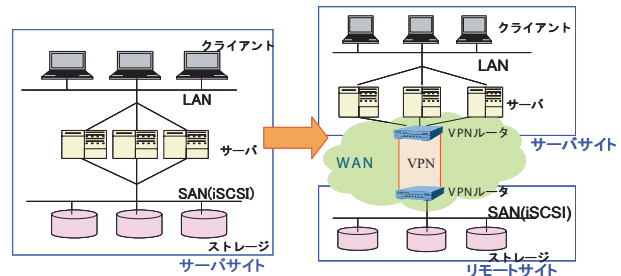 クライアント
LAN
サーバ
SAN(iSCSI)
ストレージ
サーバサイト
クライアント
LAN
サーバ
VPNルータ
サーバサイト
WAN
VPN
VPNルータ
SAN(iSCSI)
ストレージ
リモートサイト